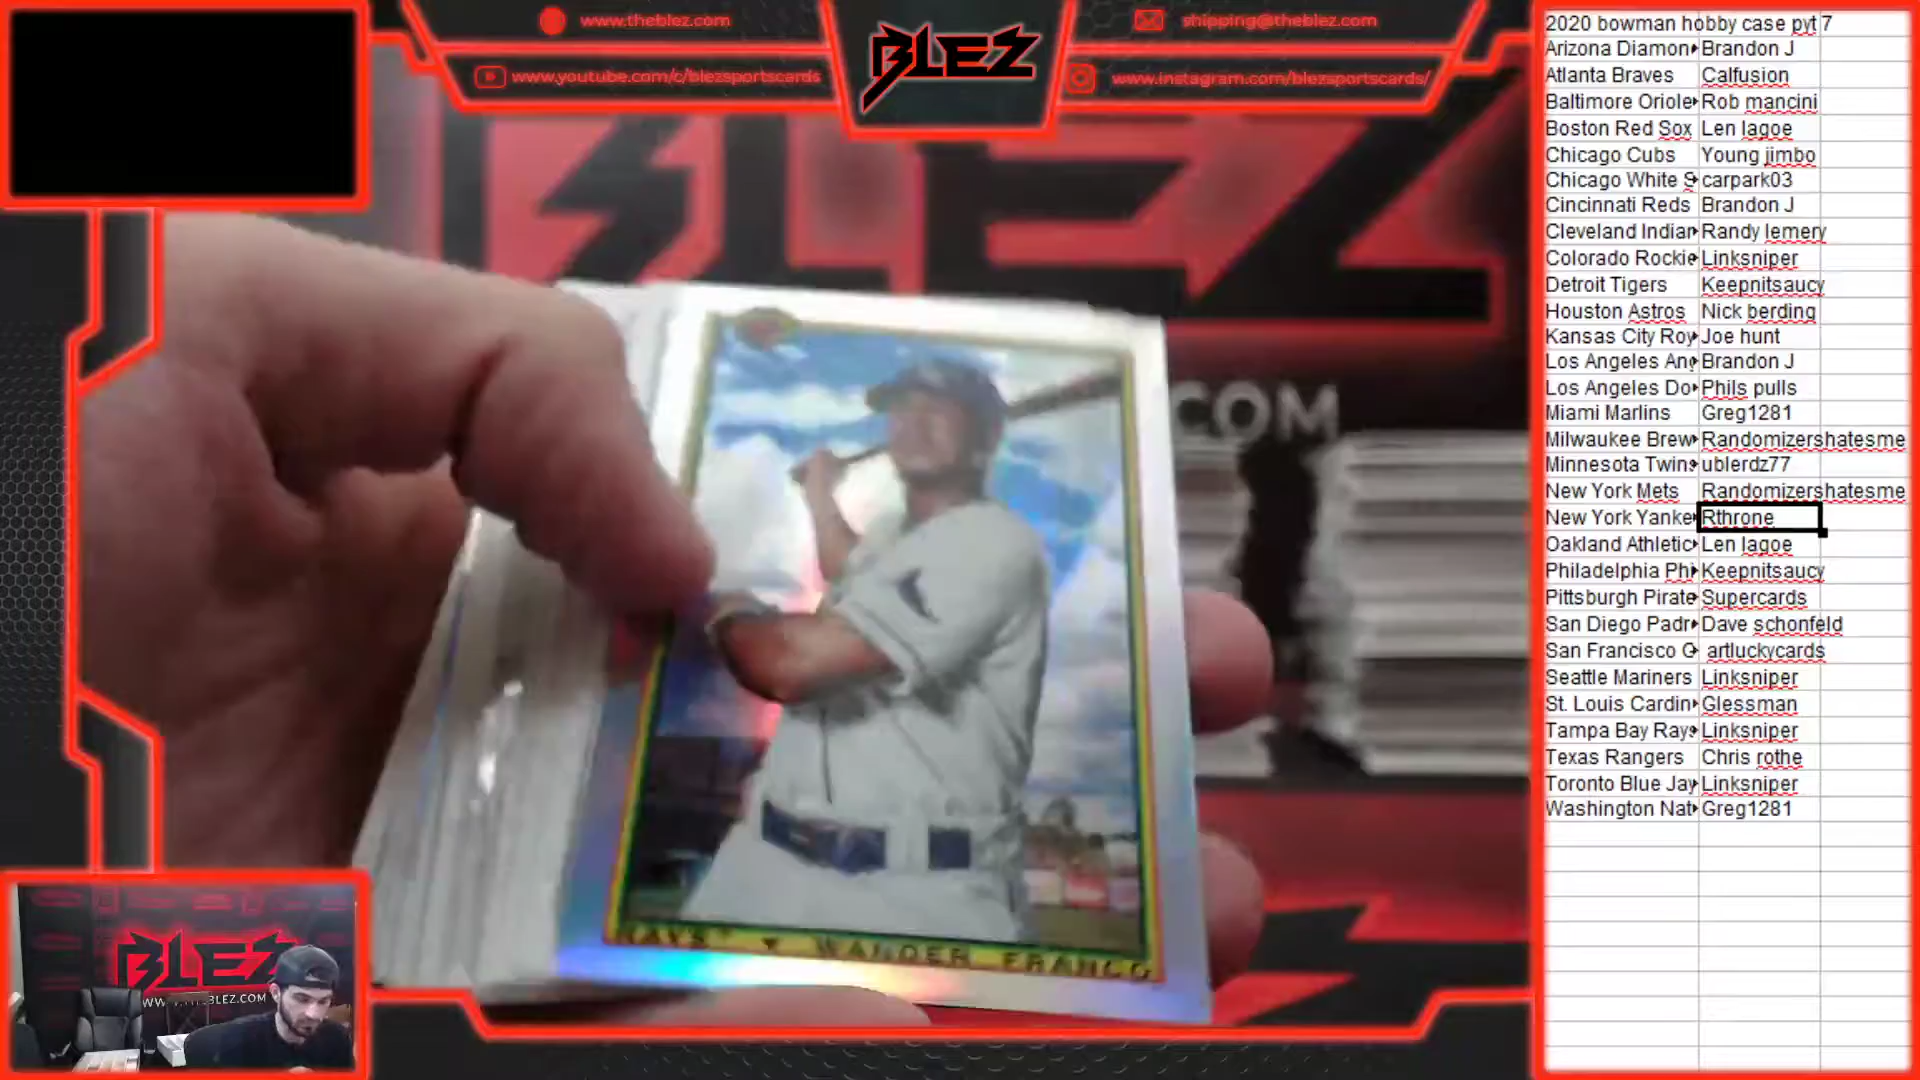 www.theblez.com
shipping@theblez.com
BLEZ
www.youtube.com/c/blezsportscards
www.instagram.com/blezsportscards/
BLEZ
.COM
RAYS ▾ WANDER FRANCO
BLEZ
WWW.THEBLEZ.COM
2020 bowman hobby case pyt 7
Arizona Diamon Brandon J
Atlanta Braves Calfusion
Baltimore Oriole Rob mancini
Boston Red Sox Len lagoe
Chicago Cubs Young jimbo
Chicago White S carpark03
Cincinnati Reds Brandon J
Cleveland Indian Randy lemery
Colorado Rockie Linksniper
Detroit Tigers Keepnitsaucy
Houston Astros Nick berding
Kansas City Roy Joe hunt
Los Angeles Ang Brandon J
Los Angeles Do Phils pulls
Miami Marlins Greg1281
Milwaukee Brew Randomizershatesme
Minnesota Twins ublerdz77
New York Mets Randomizershatesme
New York Yanke Rthrone
Oakland Athletic Len lagoe
Philadelphia Phi Keepnitsaucy
Pittsburgh Pirate Supercards
San Diego Padr Dave schonfeld
San Francisco G artluckycards
Seattle Mariners Linksniper
St. Louis Cardin Glessman
Tampa Bay Rays Linksniper
Texas Rangers Chris rothe
Toronto Blue Jay Linksniper
Washington Nat Greg1281